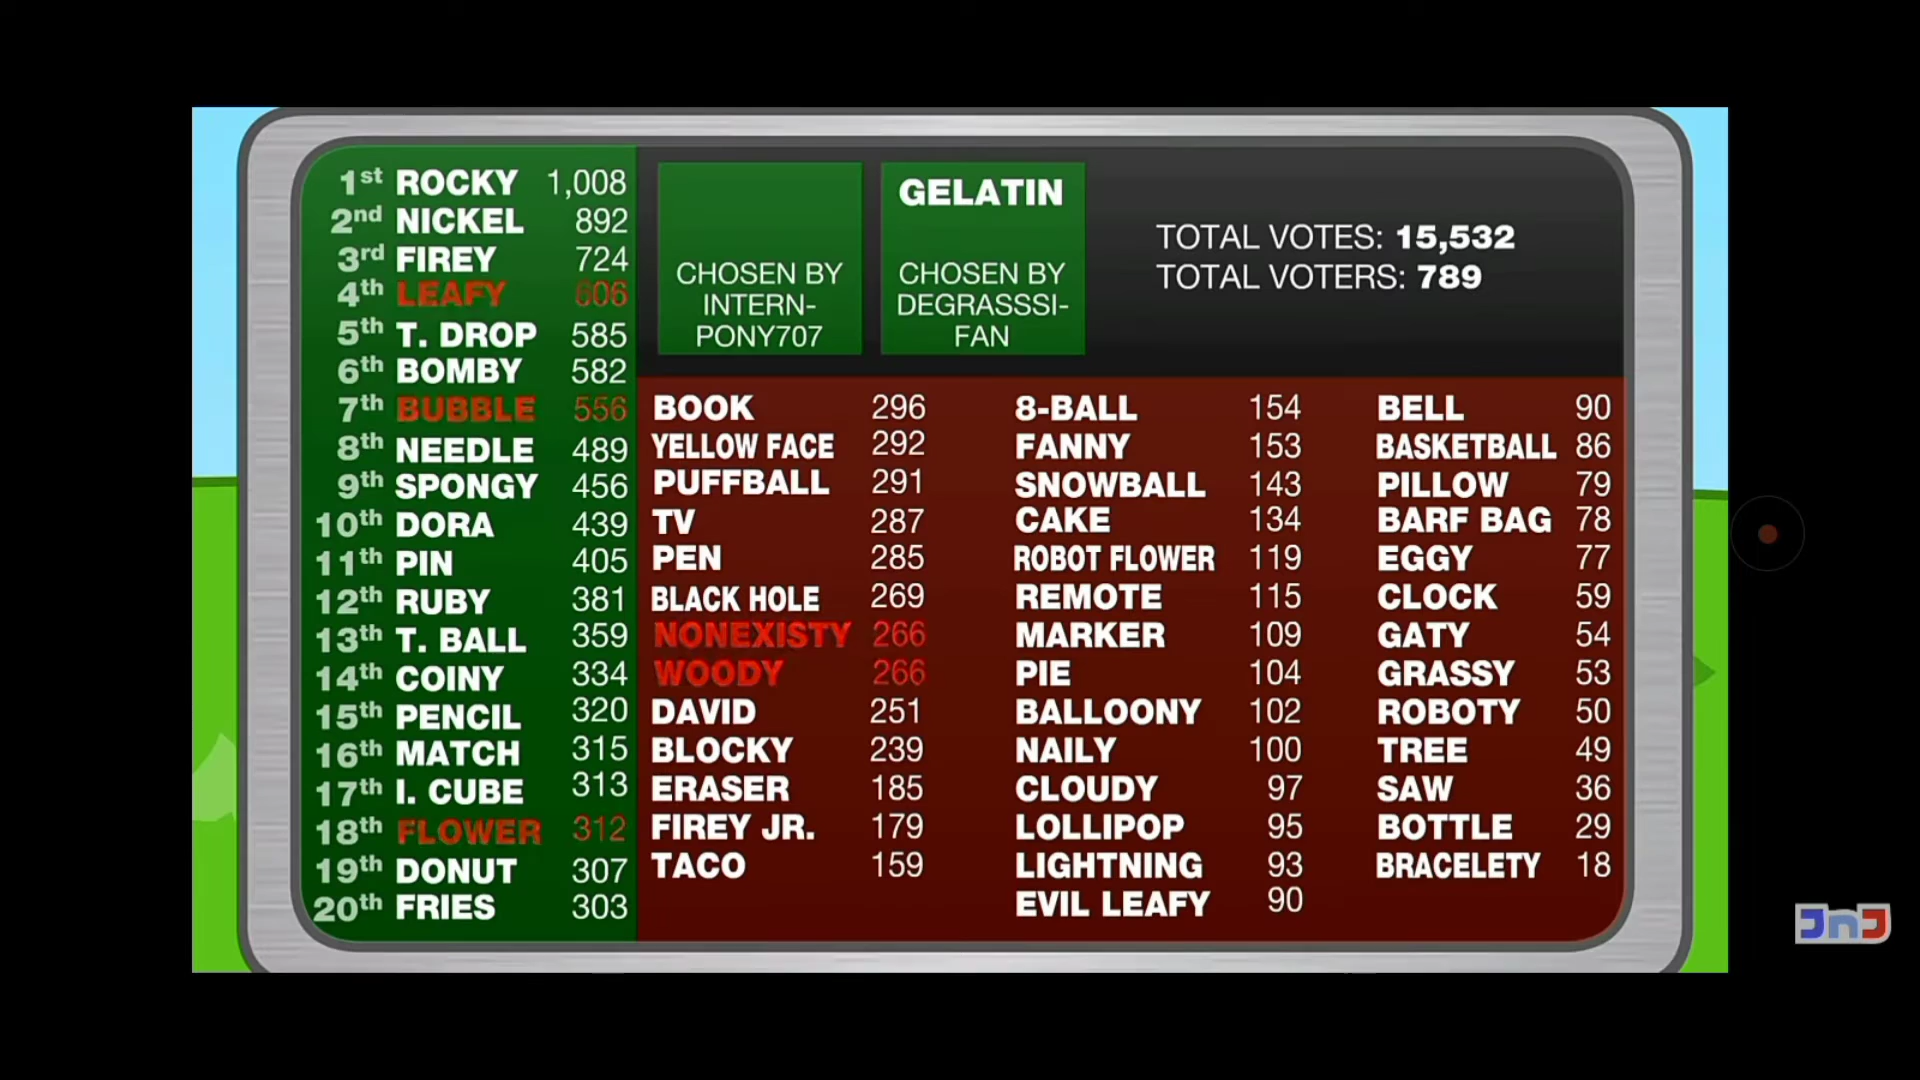 1st ROCKY 1,008
2nd NICKEL 892
3rd FIREY 724
4th LEAFY 606
5th T. DROP 585
6th BOMBY 582
7th BUBBLE 556
8th NEEDLE 489
9th SPONGY 456
10th DORA 439
11th PIN 405
12th RUBY 381
13th T. BALL 359
14th COINY 334
15th PENCIL 320
16th MATCH 315
17th I. CUBE 313
18th FLOWER 312
19th DONUT 307
20th FRIES 303
CHOSEN BY
INTERN-
PONY707
GELATIN
CHOSEN BY
DEGRASSSI-
FAN
TOTAL VOTES: 15,532
TOTAL VOTERS: 789
BOOK 296
YELLOW FACE 292
PUFFBALL 291
TV 287
PEN 285
BLACK HOLE 269
NONEXISTY 266
WOODY 266
DAVID 251
BLOCKY 239
ERASER 185
FIREY JR. 179
TACO 159
8-BALL 154
FANNY 153
SNOWBALL 143
CAKE 134
ROBOT FLOWER 119
REMOTE 115
MARKER 109
PIE 104
BALLOONY 102
NAILY 100
CLOUDY 97
LOLLIPOP 95
LIGHTNING 93
EVIL LEAFY 90
BELL 90
BASKETBALL 86
PILLOW 79
BARF BAG 78
EGGY 77
CLOCK 59
GATY 54
GRASSY 53
ROBOTY 50
TREE 49
SAW 36
BOTTLE 29
BRACELETY 18
JnJ